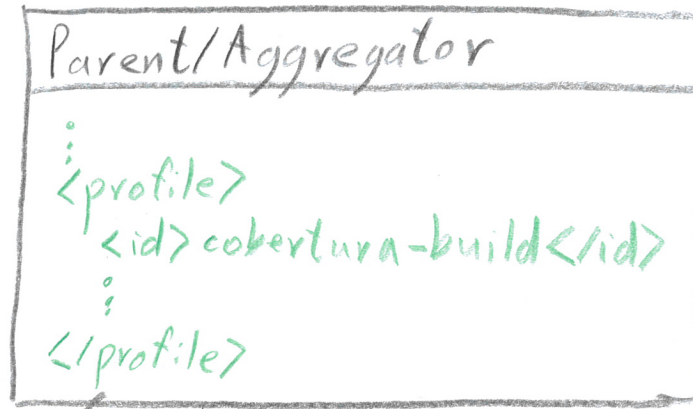 Parent/Aggregator
⋮
<profile>
<id>cobertura-build</id>
⋮
</profile>